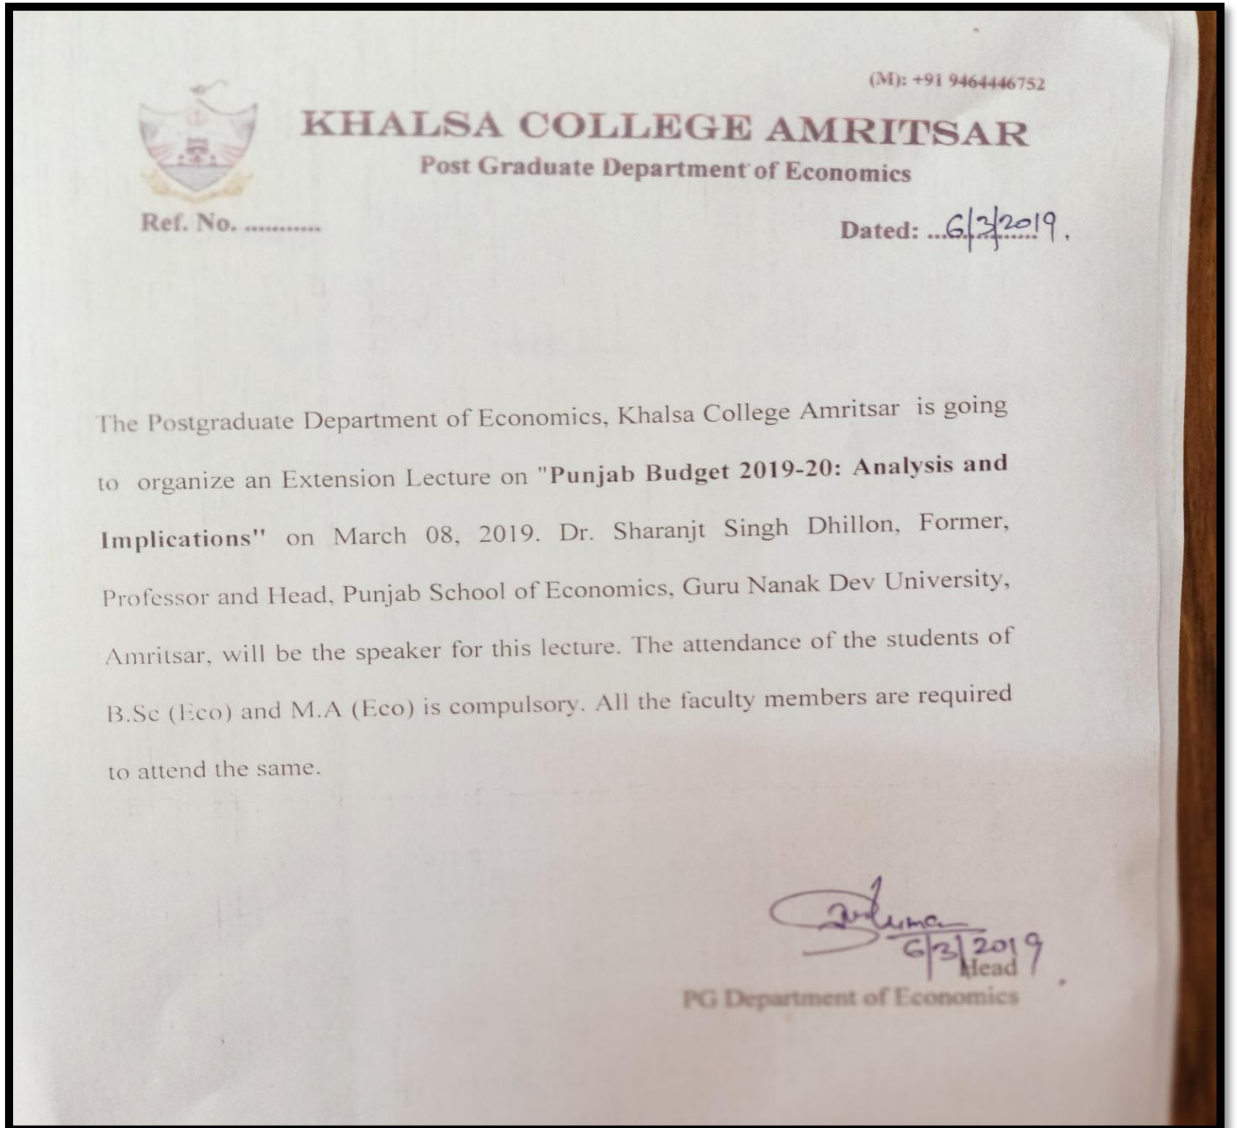 (M): +91 9464446752
KHALSA COLLEGE AMRITSAR
Post Graduate Department of Economics
Ref. No. ...........
Dated: ...6/3/2019.
The Postgraduate Department of Economics, Khalsa College Amritsar is going
to organize an Extension Lecture on "Punjab Budget 2019-20: Analysis and
Implications" on March 08, 2019. Dr. Sharanjt Singh Dhillon, Former,
Professor and Head, Punjab School of Economics, Guru Nanak Dev University,
Amritsar, will be the speaker for this lecture. The attendance of the students of
B.Sc (Eco) and M.A (Eco) is compulsory. All the faculty members are required
to attend the same.
6/3/2019
Head
PG Department of Economics